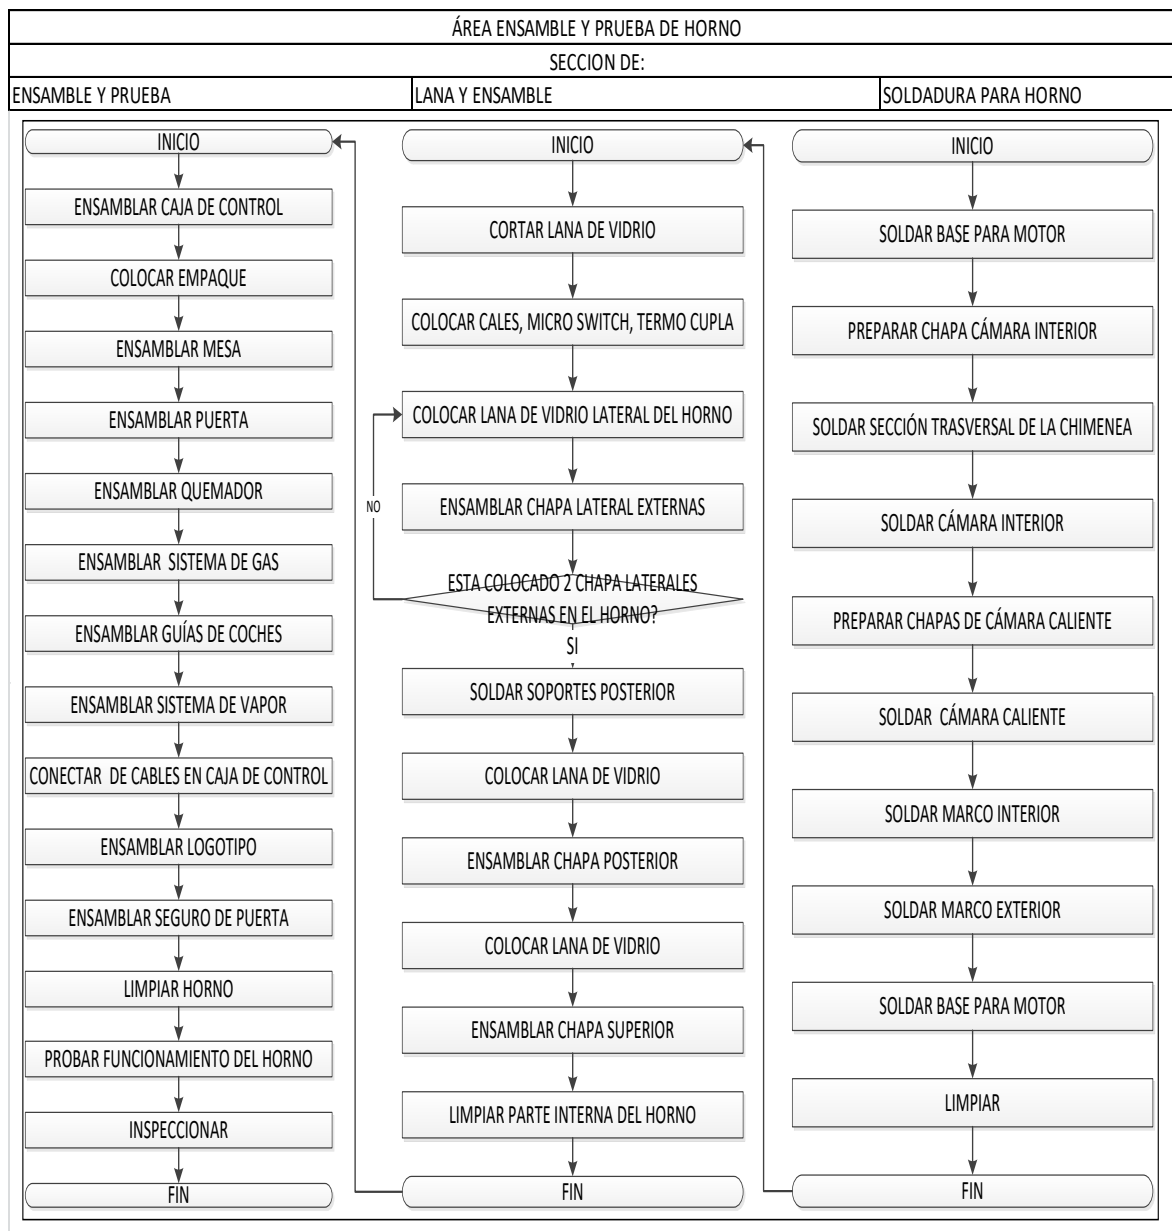 ÁREA ENSAMBLE Y PRUEBA DE HORNO
SECCION DE:
ENSAMBLE Y PRUEBA
LANA Y ENSAMBLE
SOLDADURA PARA HORNO
INICIO
ENSAMBLAR CAJA DE CONTROL
COLOCAR EMPAQUE
ENSAMBLAR MESA
ENSAMBLAR PUERTA
ENSAMBLAR QUEMADOR
ENSAMBLAR SISTEMA DE GAS
ENSAMBLAR GUÍAS DE COCHES
ENSAMBLAR SISTEMA DE VAPOR
CONECTAR DE CABLES EN CAJA DE CONTROL
ENSAMBLAR LOGOTIPO
ENSAMBLAR SEGURO DE PUERTA
LIMPIAR HORNO
PROBAR FUNCIONAMIENTO DEL HORNO
INSPECCIONAR
FIN
INICIO
CORTAR LANA DE VIDRIO
COLOCAR CALES, MICRO SWITCH, TERMO CUPLA
COLOCAR LANA DE VIDRIO LATERAL DEL HORNO
ENSAMBLAR CHAPA LATERAL EXTERNAS
NO
ESTA COLOCADO 2 CHAPA LATERALES
EXTERNAS EN EL HORNO?
SI
SOLDAR SOPORTES POSTERIOR
COLOCAR LANA DE VIDRIO
ENSAMBLAR CHAPA POSTERIOR
COLOCAR LANA DE VIDRIO
ENSAMBLAR CHAPA SUPERIOR
LIMPIAR PARTE INTERNA DEL HORNO
FIN
INICIO
SOLDAR BASE PARA MOTOR
PREPARAR CHAPA CÁMARA INTERIOR
SOLDAR SECCIÓN TRASVERSAL DE LA CHIMENEA
SOLDAR CÁMARA INTERIOR
PREPARAR CHAPAS DE CÁMARA CALIENTE
SOLDAR CÁMARA CALIENTE
SOLDAR MARCO INTERIOR
SOLDAR MARCO EXTERIOR
SOLDAR BASE PARA MOTOR
LIMPIAR
FIN